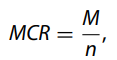 MCR = M/n,